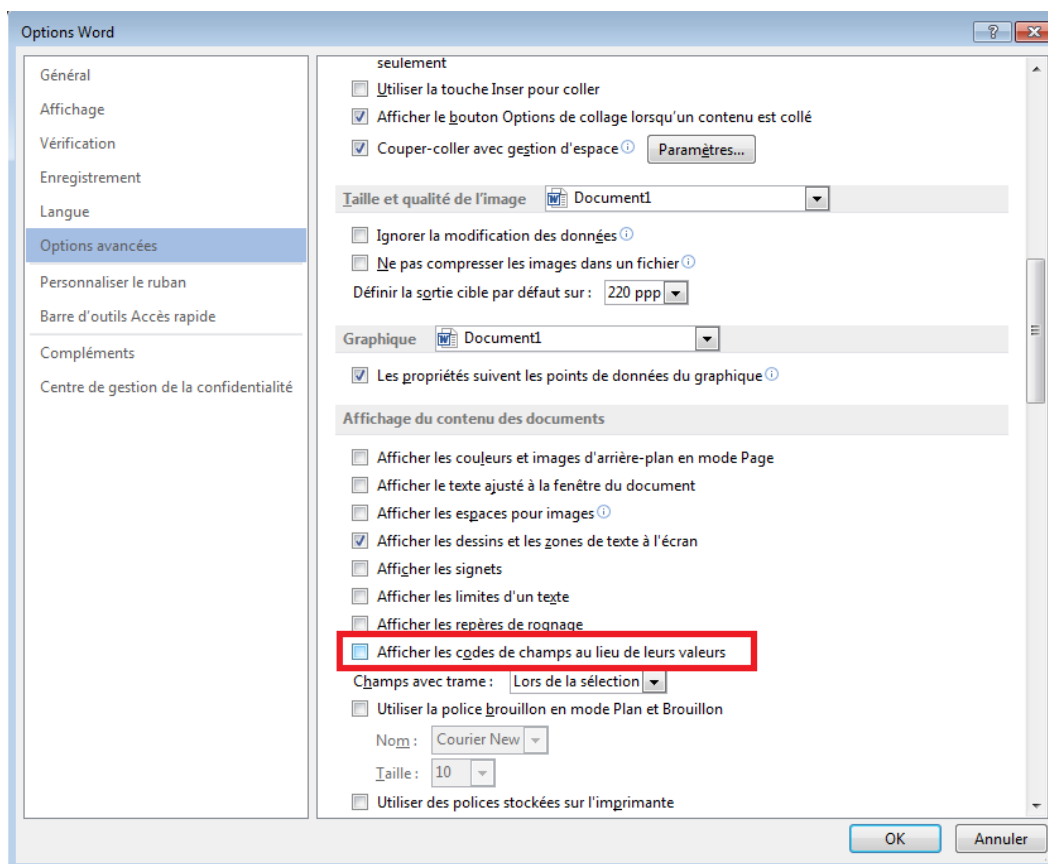 Options Word
Général
Affichage
Vérification
Enregistrement
Langue
Options avancées
Personnaliser le ruban
Barre d'outils Accès rapide
Compléments
Centre de gestion de la confidentialité
seulement
Utiliser la touche Inser pour coller
Afficher le bouton Options de collage lorsqu'un contenu est collé
Couper-coller avec gestion d'espace Paramètres...
Taille et qualité de l'image Document1
Ignorer la modification des données
Ne pas compresser les images dans un fichier
Définir la sortie cible par défaut sur : 220 ppp
Graphique Document1
Les propriétés suivent les points de données du graphique
Affichage du contenu des documents
Afficher les couleurs et images d'arrière-plan en mode Page
Afficher le texte ajusté à la fenêtre du document
Afficher les espaces pour images
Afficher les dessins et les zones de texte à l'écran
Afficher les signets
Afficher les limites d'un texte
Afficher les repères de rognage
Afficher les codes de champs au lieu de leurs valeurs
Champs avec trame : Lors de la sélection
Utiliser la police brouillon en mode Plan et Brouillon
Nom : Courier New
Taille : 10
Utiliser des polices stockées sur l'imprimante
OK Annuler